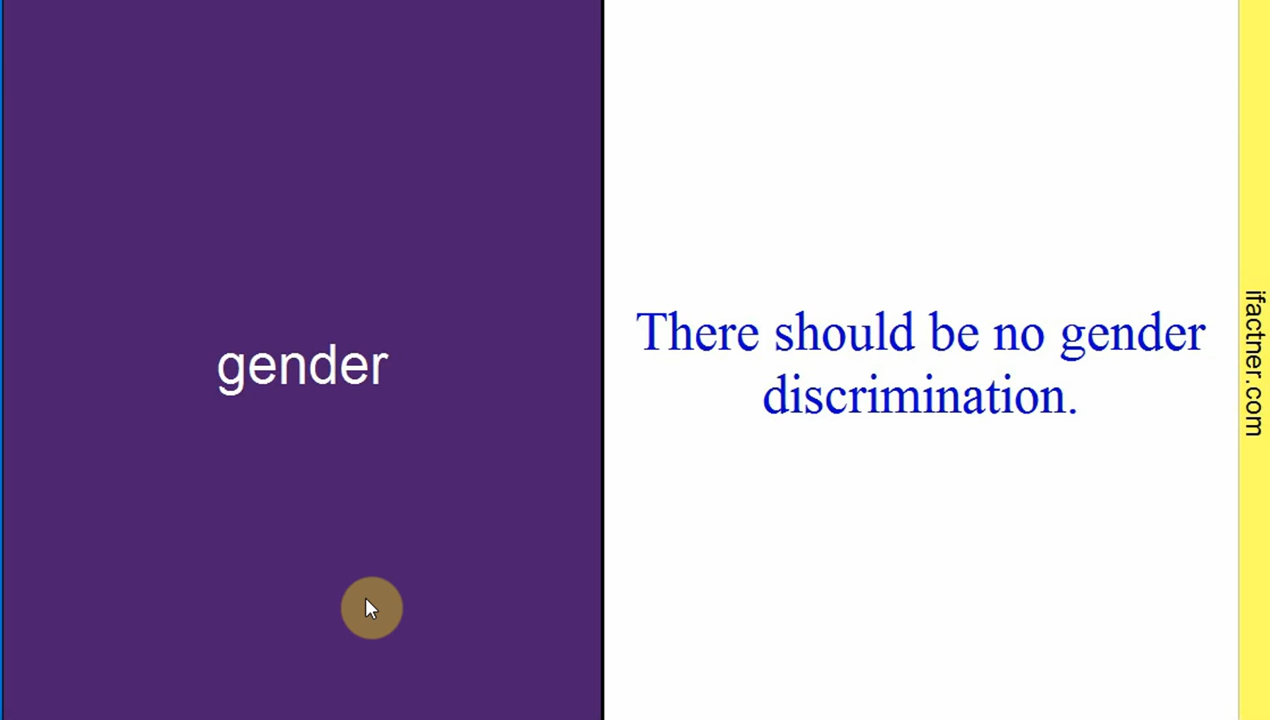 gender
There should be no gender
discrimination.
ifactner.com